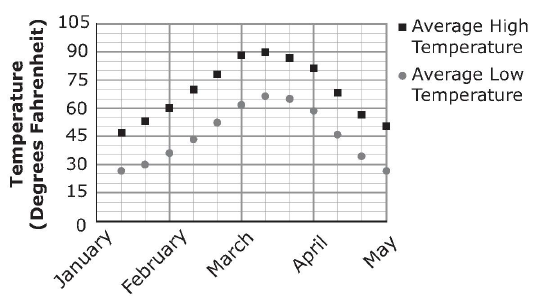 Temperature
(Degrees Fahrenheit)
105
90
75
60
45
30
15
0
January
February
March
April
May
Average High
Temperature
Average Low
Temperature